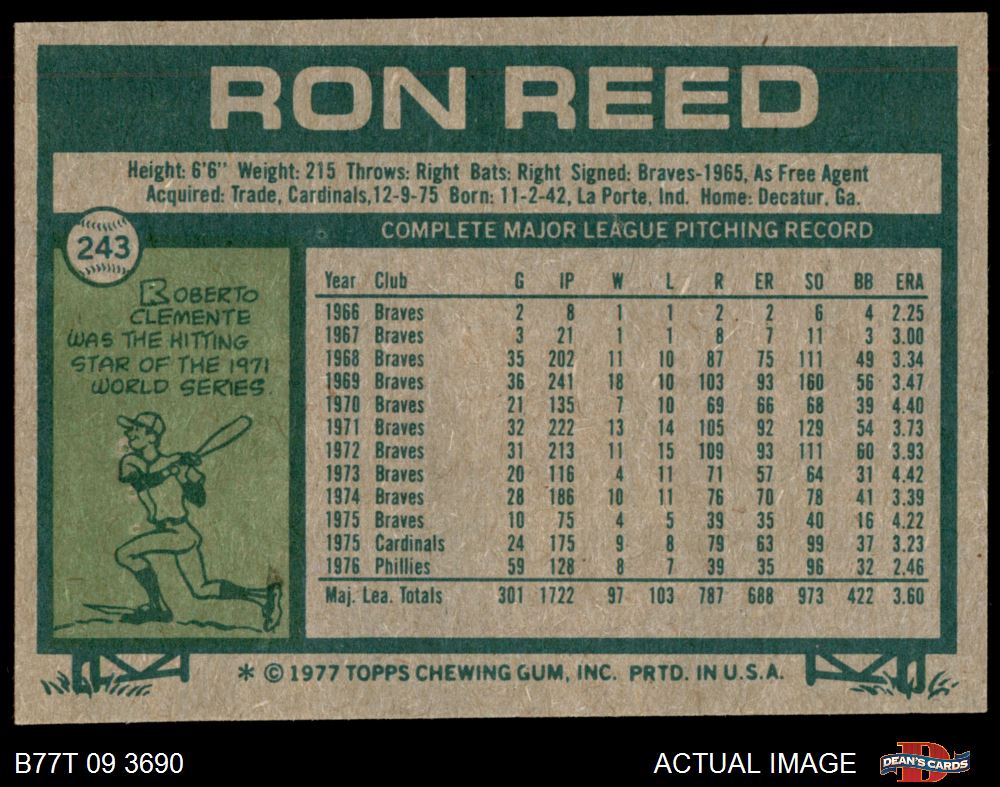 RON REED
Height: 6'6" Weight: 215 Throws: Right Bats: Right Signed: Braves-1965, As Free Agent
Acquired: Trade, Cardinals,12-9-75 Born: 11-2-42, La Porte, Ind. Home: Decatur, Ga.
243
COMPLETE MAJOR LEAGUE PITCHING RECORD
ROBERTO
CLEMENTE
WAS THE HITTING
STAR OF THE 1971
WORLD SERIES.
Year Club G IP W L R ER SO BB ERA
1966 Braves 2 8 1 1 2 2 6 4 2.25
1967 Braves 3 21 1 1 8 7 11 3 3.00
1968 Braves 35 202 11 10 87 75 111 49 3.34
1969 Braves 36 241 18 10 103 93 160 56 3.47
1970 Braves 21 135 7 10 69 66 68 39 4.40
1971 Braves 32 222 13 14 105 92 129 54 3.73
1972 Braves 31 213 11 15 109 93 111 60 3.93
1973 Braves 20 116 4 11 71 57 64 31 4.42
1974 Braves 28 186 10 11 76 70 78 41 3.39
1975 Braves 10 75 4 5 39 35 40 16 4.22
1975 Cardinals 24 175 9 8 79 63 99 37 3.23
1976 Phillies 59 128 8 7 39 35 96 32 2.46
Maj. Lea. Totals 301 1722 97 103 787 688 973 422 3.60
* © 1977 TOPPS CHEWING GUM, INC. PRTD. IN U.S.A.
B77T 09 3690
ACTUAL IMAGE
D
DEAN'S CARDS